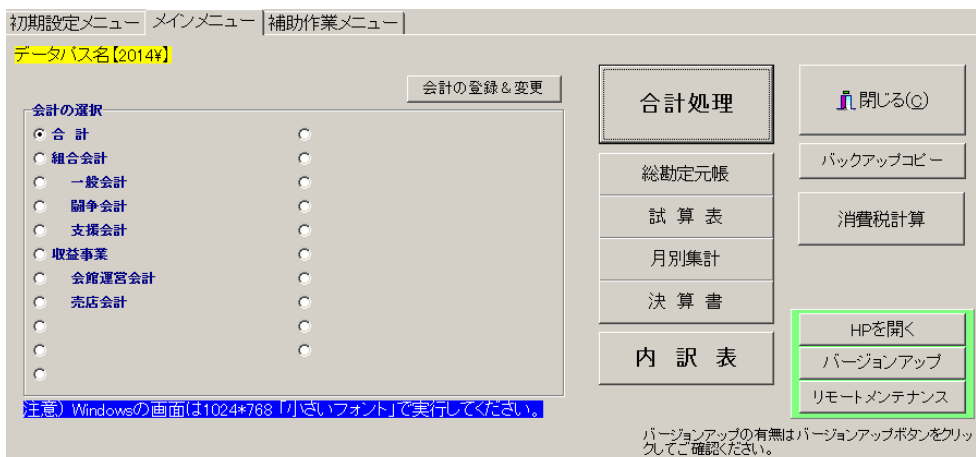 初期設定メニュー メインメニュー 補助作業メニュー
データパス名【2014¥】
会計の登録＆変更
会計の選択
合 計
組合会計
一般会計
闘争会計
支援会計
収益事業
会館運営会計
売店会計
注意）Windowsの画面は1024*768「小さいフォント」で実行してください。
合計処理
総勘定元帳
試 算 表
月別集計
決 算 書
内 訳 表
閉じる(C)
バックアップコピー
消費税計算
HPを開く
バージョンアップ
リモートメンテナンス
バージョンアップの有無はバージョンアップボタンをクリッ
クしてご確認ください。